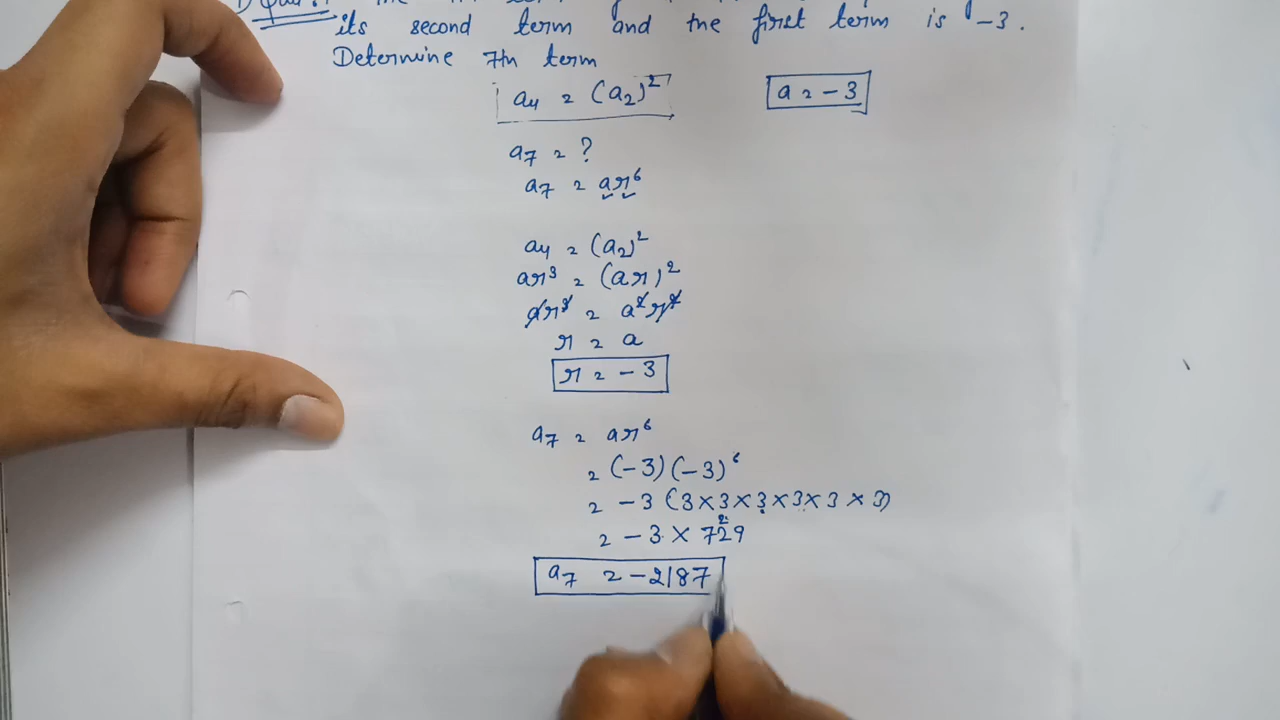 its second term and the first term is -3.
Determine 7th term
a₄ = (a₂)² a = -3
a₇ = ?
a₇ = ar⁶
a₄ = (a₂)²
ar³ = (ar)²
ar³ = a²r²
r = a
r = -3
a₇ = ar⁶
= (-3)(-3)⁶
= -3 (3×3×3×3×3×3)
= -3 × 729
a₇ = -2187